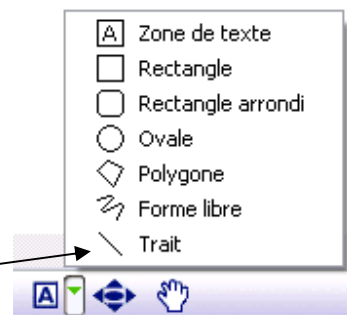 A Zone de texte
Rectangle
Rectangle arrondi
Ovale
Polygone
Forme libre
Trait
A